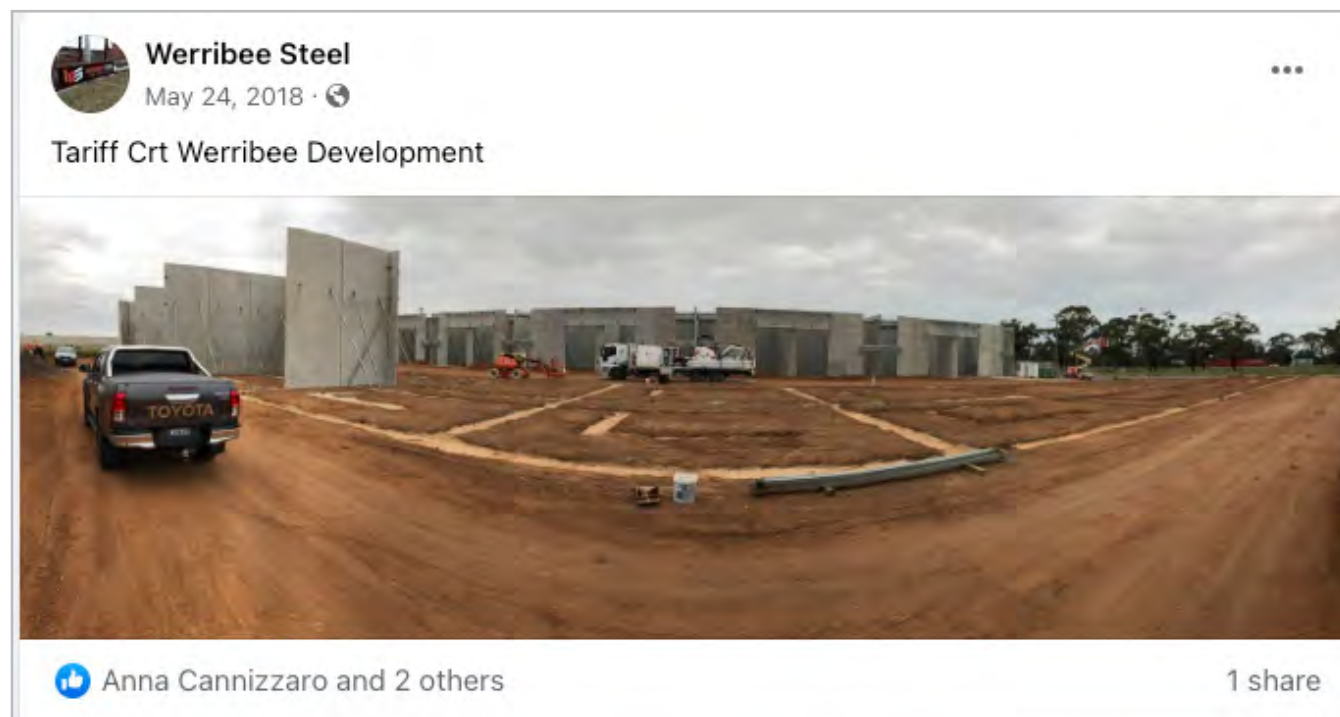 Werribee Steel
May 24, 2018 ·
Tariff Crt Werribee Development
TOYOTA
Anna Cannizzaro and 2 others
1 share